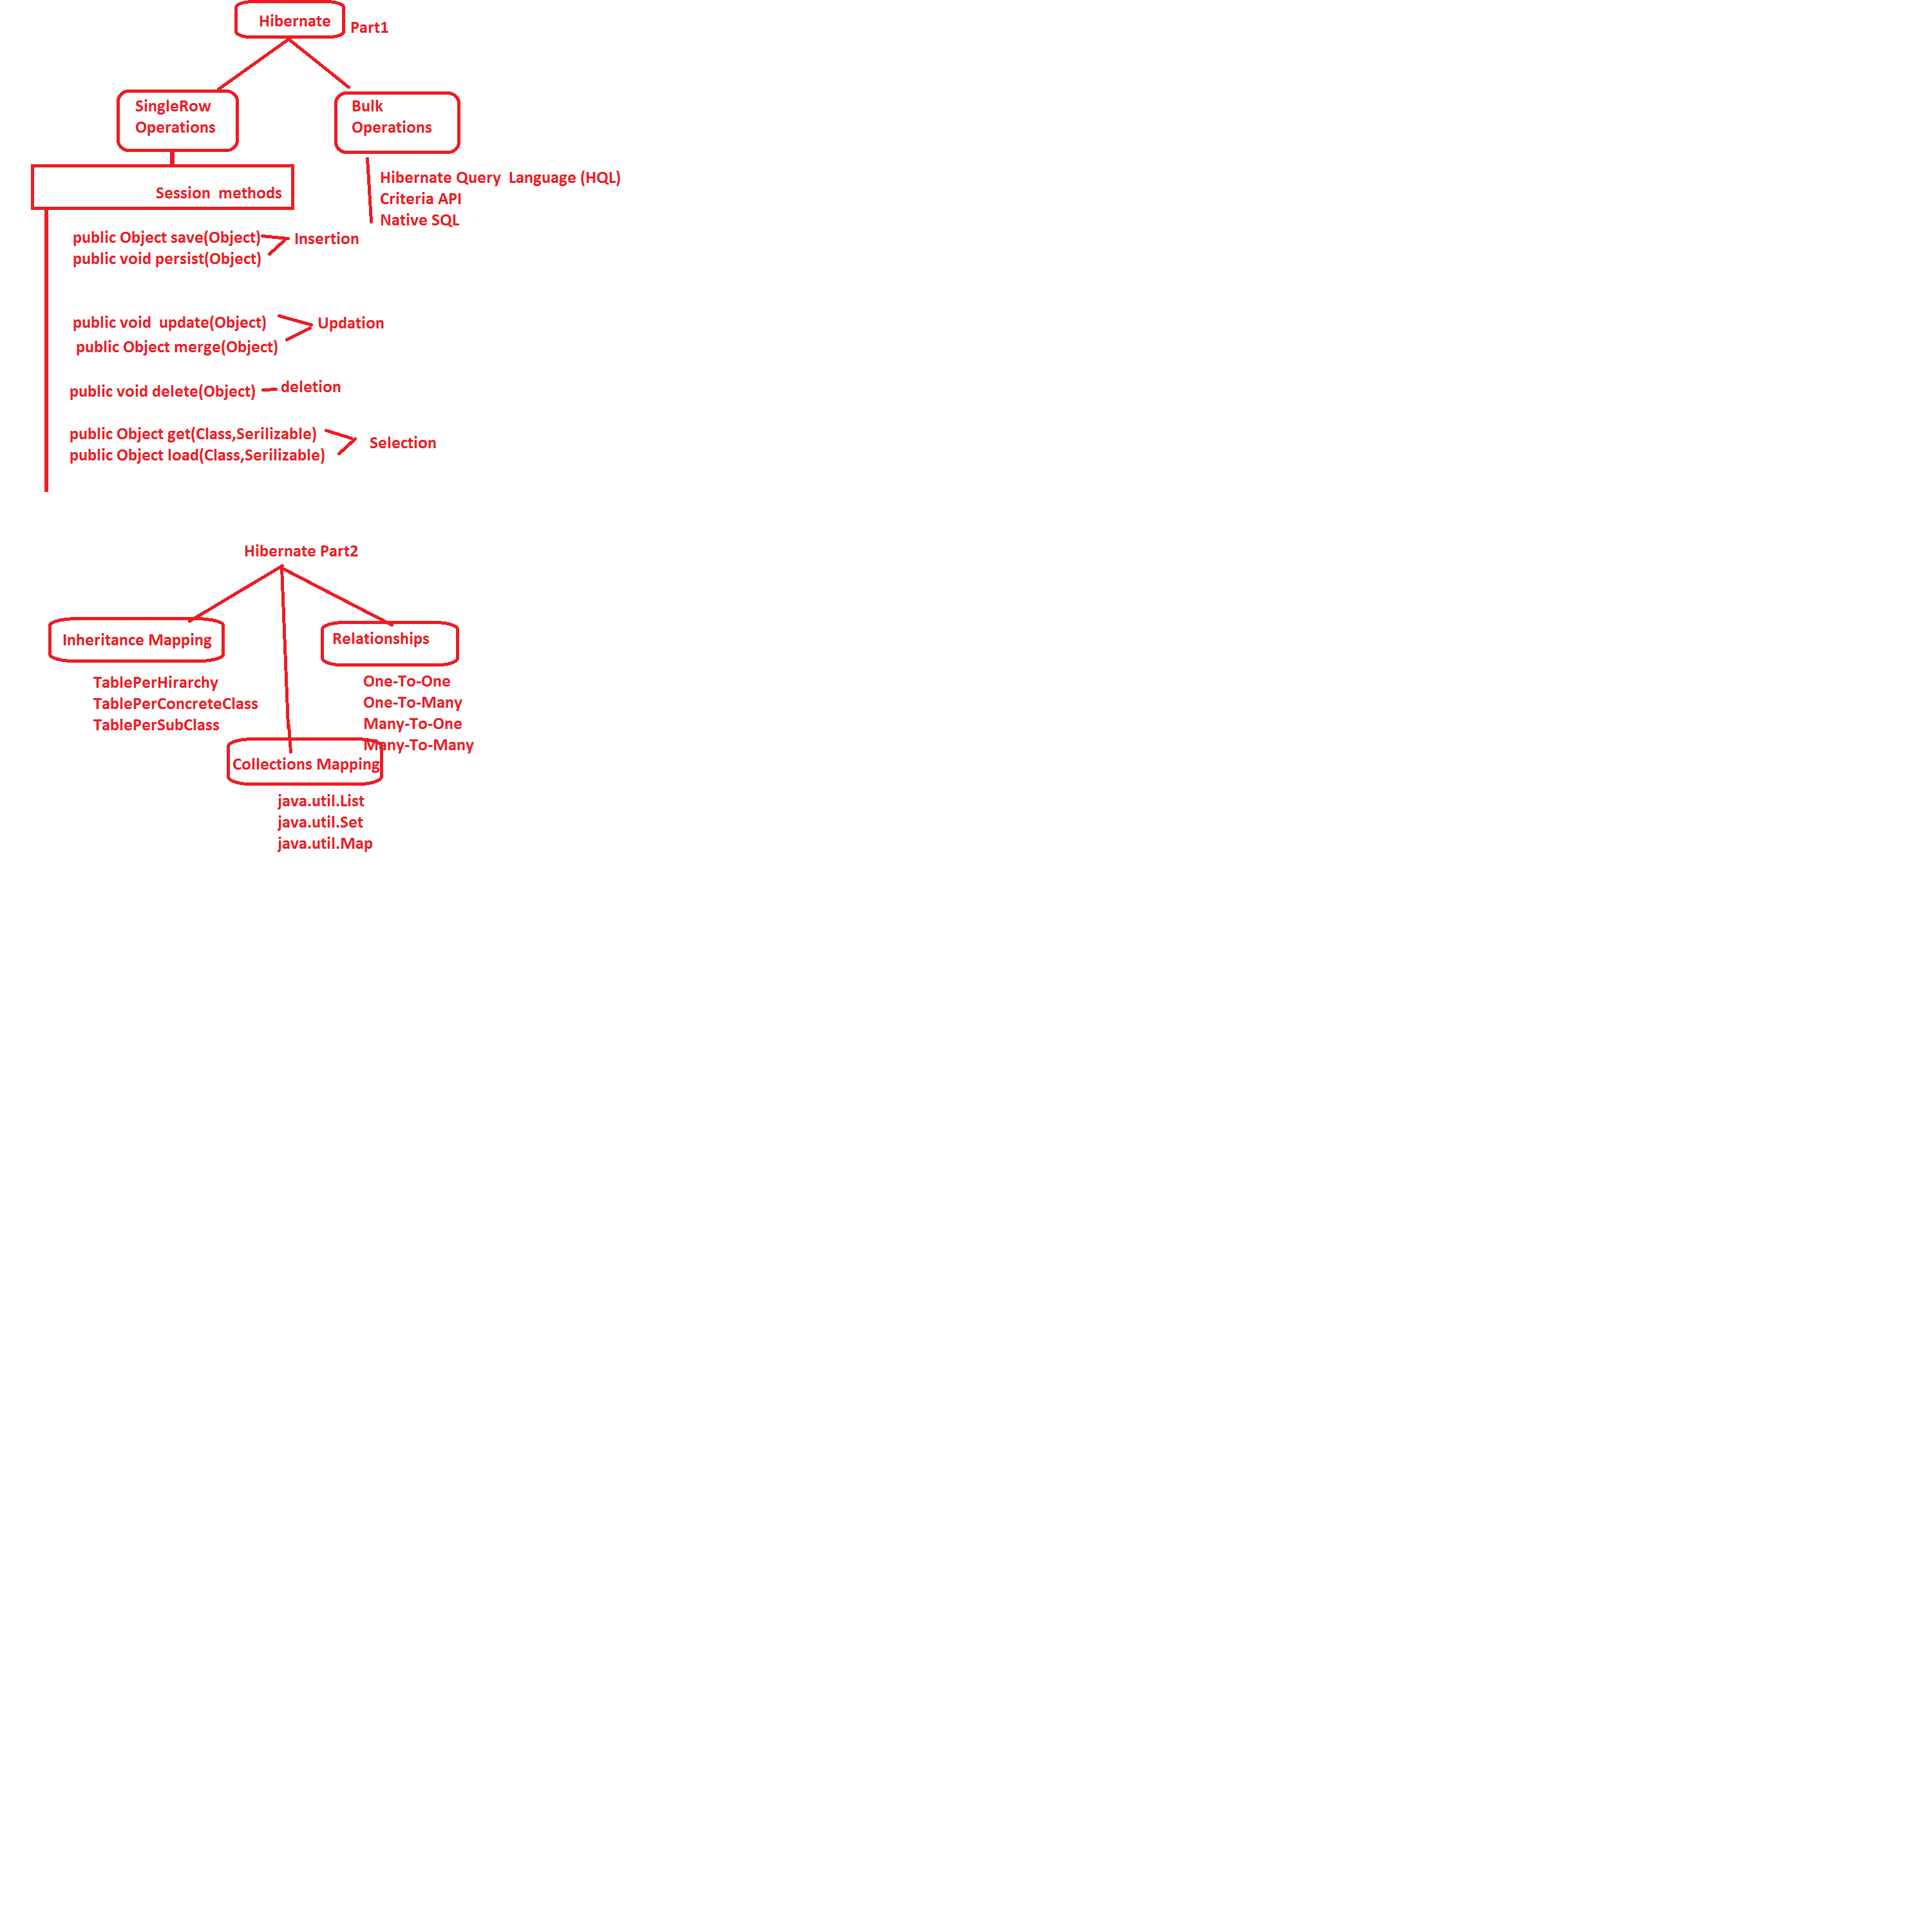 Hibernate
Part1
SingleRow
Operations
Bulk
Operations
Session  methods
Hibernate Query  Language (HQL)
Criteria API
Native SQL
public Object save(Object)
public void persist(Object)
Insertion
public void  update(Object)
public Object merge(Object)
Updation
public void delete(Object)
deletion
public Object get(Class,Serilizable)
public Object load(Class,Serilizable)
Selection
Hibernate Part2
Inheritance Mapping
TablePerHirarchy
TablePerConcreteClass
TablePerSubClass
Relationships
One-To-One
One-To-Many
Many-To-One
Many-To-Many
Collections Mapping
java.util.List
java.util.Set
java.util.Map